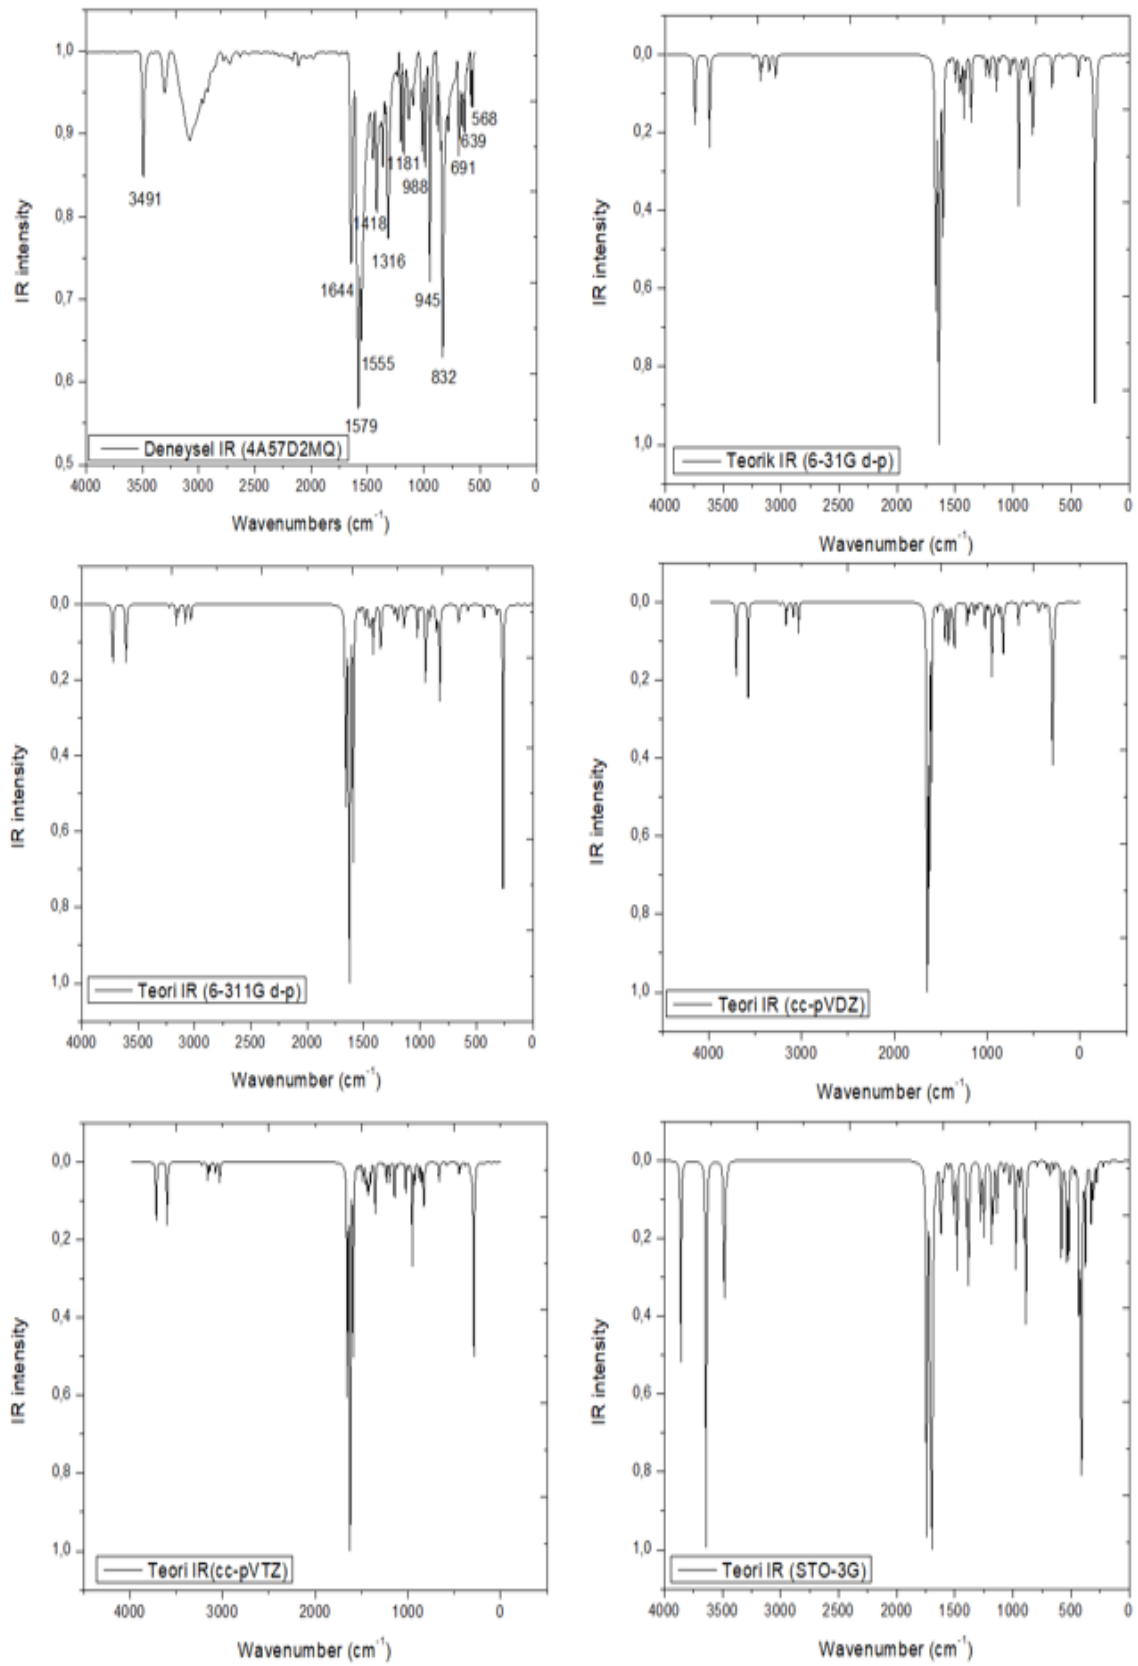 1,0
0,9
0,8
0,7
0,6
0,5
IR intensity
3491
1644
1579
1555
1418
1316
1181
988
945
832
691
639
568
Deneysel IR (4A57D2MQ)
4000 3500 3000 2500 2000 1500 1000 500 0
Wavenumbers (cm-1)
0,0
0,2
0,4
0,6
0,8
1,0
IR intensity
Teorik IR (6-31G d-p)
4000 3500 3000 2500 2000 1500 1000 500 0
Wavenumber (cm-1)
0,0
0,2
0,4
0,6
0,8
1,0
IR intensity
Teori IR (6-311G d-p)
4000 3500 3000 2500 2000 1500 1000 500 0
Wavenumber (cm-1)
0,0
0,2
0,4
0,6
0,8
1,0
IR intensity
Teori IR (cc-pVDZ)
4000 3000 2000 1000 0
Wavenumber (cm-1)
0,0
0,2
0,4
0,6
0,8
1,0
IR intensity
Teori IR(cc-pVTZ)
4000 3000 2000 1000 0
Wavenumber (cm-1)
0,0
0,2
0,4
0,6
0,8
1,0
IR intensity
Teori IR (STO-3G)
4000 3500 3000 2500 2000 1500 1000 500 0
Wavenumber (cm-1)